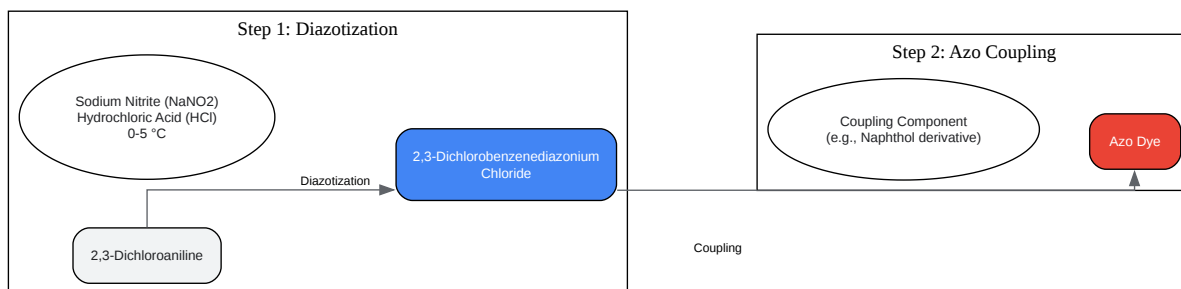 Step 1: Diazotization
Sodium Nitrite (NaNO2)
Hydrochloric Acid (HCl)
0-5 °C
2,3-Dichlorobenzenediazonium
Chloride
Diazotization
2,3-Dichloroaniline
Step 2: Azo Coupling
Coupling Component
(e.g., Naphthol derivative)
Azo Dye
Coupling